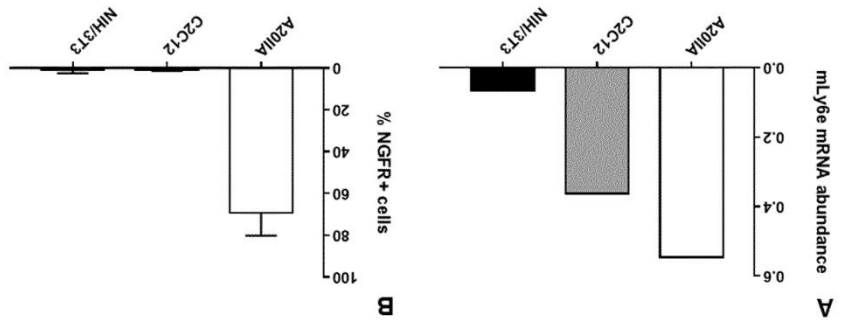 A
mLy6e mRNA abundance
0.6
0.4
0.2
0.0
A20IIA
C2C12
NIH/3T3
B
% NGFR+ cells
100
80
60
40
20
0
A20IIA
C2C12
NIH/3T3